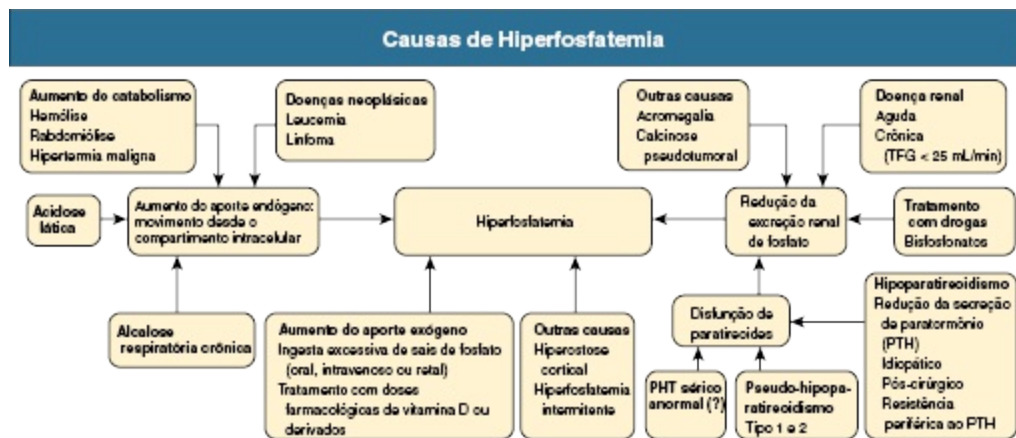 Causas de Hiperfosfatemia
Aumento do catabolismo
Hemólise
Rabdomiólise
Hipertermia maligna
Doenças neoplásicas
Leucemia
Linfoma
Outras causas
Acromegalia
Calcinose
pseudotumoral
Doença renal
Aguda
Crônica
(TFG < 25 mL/min)
Acidose
lática
Aumento do aporte endógeno:
movimento desde o
compartimento intracelular
Hiperfosfatemia
Redução da
excreção renal
de fosfato
Tratamento
com drogas
Bisfosfonatos
Alcalose
respiratória crônica
Aumento do aporte exógeno
Ingesta excessiva de sais de fosfato
(oral, intravenoso ou retal)
Tratamento com doses
farmacológicas de vitamina D ou
derivados
Outras causas
Hiperostose
cortical
Hiperfosfatemia
intermitente
Disfunção de
paratireoides
PHT sérico
anormal (?)
Pseudo-hipopa-
ratireoidismo
Tipo 1 e 2
Hipoparatireoidismo
Redução da secreção
de paratormônio
(PTH)
Idiopático
Pós-cirúrgico
Resistência
periférica ao PTH